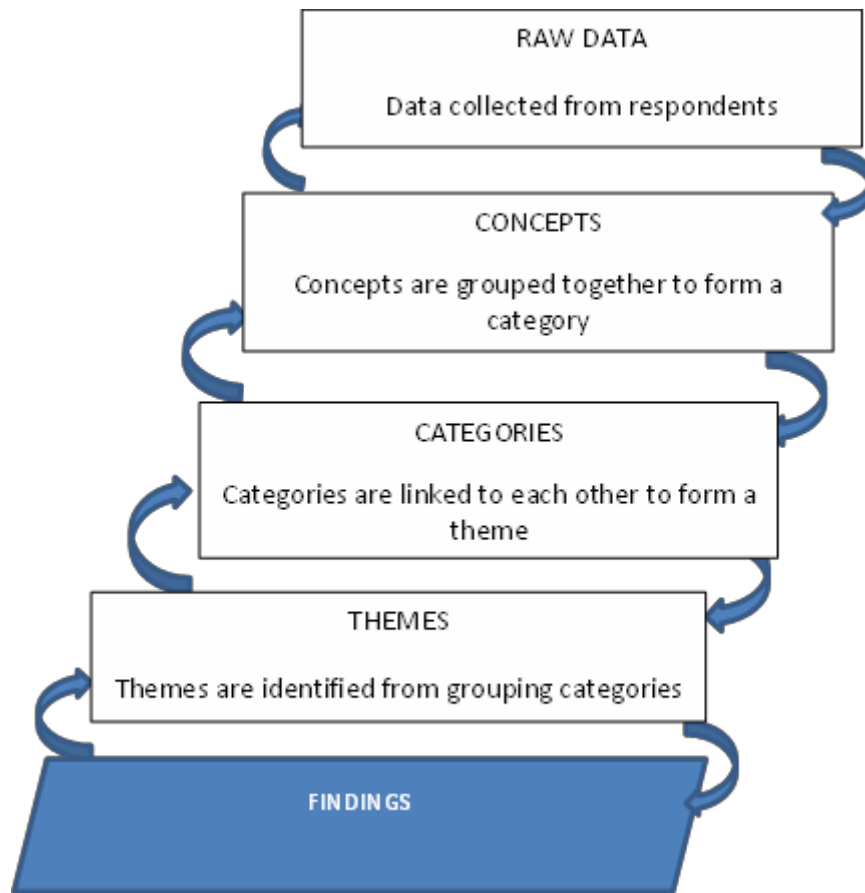 RAW DATA
Data collected from respondents
CONCEPTS
Concepts are grouped together to form a
category
CATEGORIES
Categories are linked to each other to form a
theme
THEMES
Themes are identified from grouping categories
FINDINGS